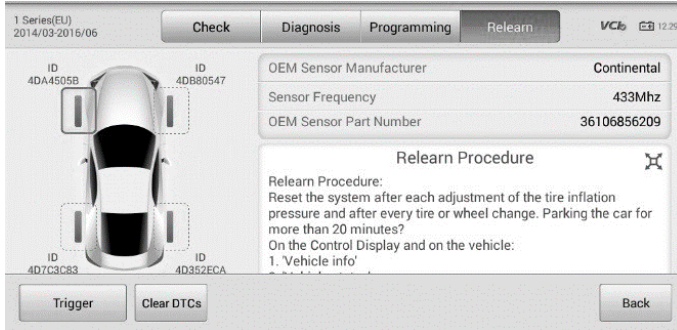 1 Series(EU)
2014/03-2016/06
Check
Diagnosis
Programming
Relearn
VCI
12.29
ID
4DA4505B
ID
4DB80547
ID
4D7C3C83
ID
4D352ECA
OEM Sensor Manufacturer Continental
Sensor Frequency 433Mhz
OEM Sensor Part Number 36106856209
Relearn Procedure
Relearn Procedure:
Reset the system after each adjustment of the tire inflation
pressure and after every tire or wheel change. Parking the car for
more than 20 minutes?
On the Control Display and on the vehicle:
1. 'Vehicle info'
Trigger
Clear DTCs
Back